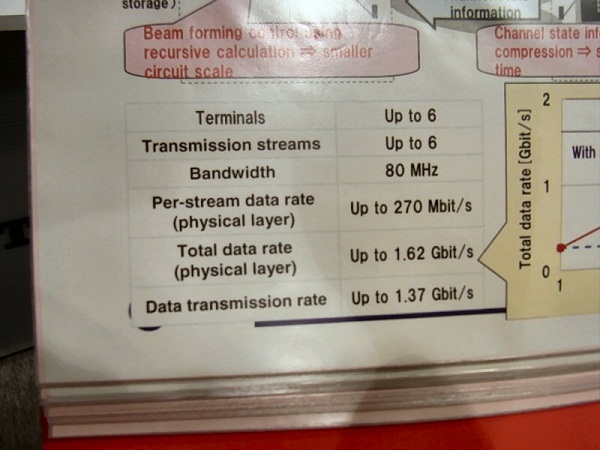 storage)
information
Beam forming control using
recursive calculation ⇒ smaller
circuit scale
Channel state inf
compression ⇒ s
time
Terminals Up to 6
Transmission streams Up to 6
Bandwidth 80 MHz
Per-stream data rate
(physical layer) Up to 270 Mbit/s
Total data rate
(physical layer) Up to 1.62 Gbit/s
Data transmission rate Up to 1.37 Gbit/s
Total data rate [Gbit/s]
2
1
0
1
With